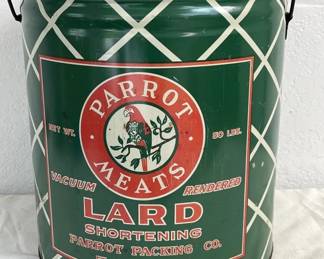 PARROT
NET WT. 50 LBS.
MEATS
VACUUM RENDERED
LARD
SHORTENING
PARROT PACKING CO.